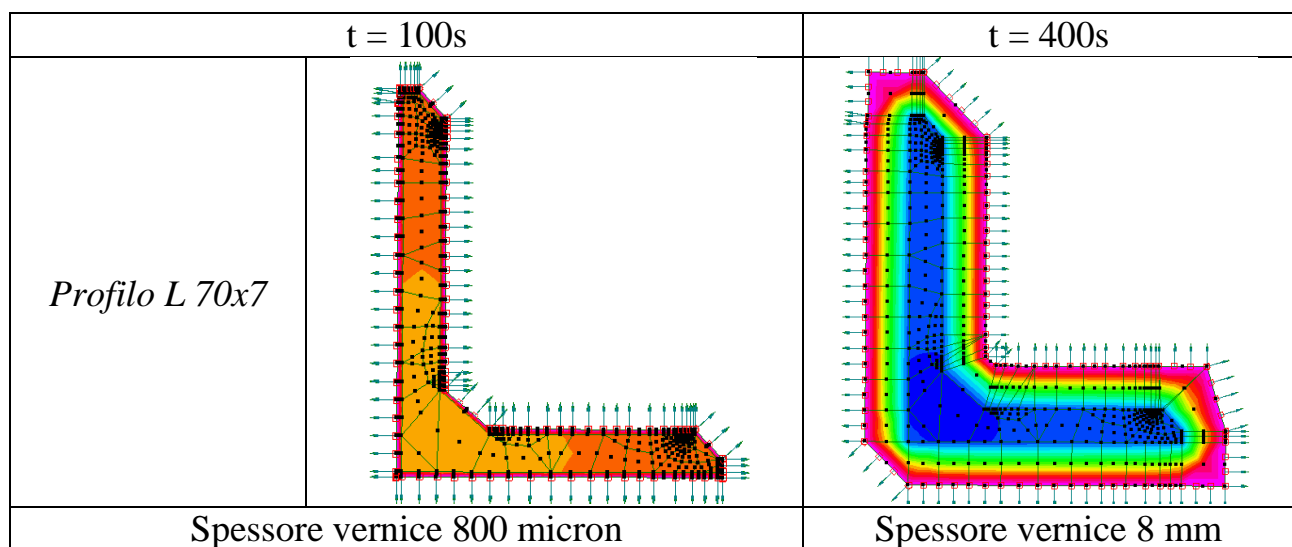 t = 100s
t = 400s
Profilo L 70x7
Spessore vernice 800 micron
Spessore vernice 8 mm